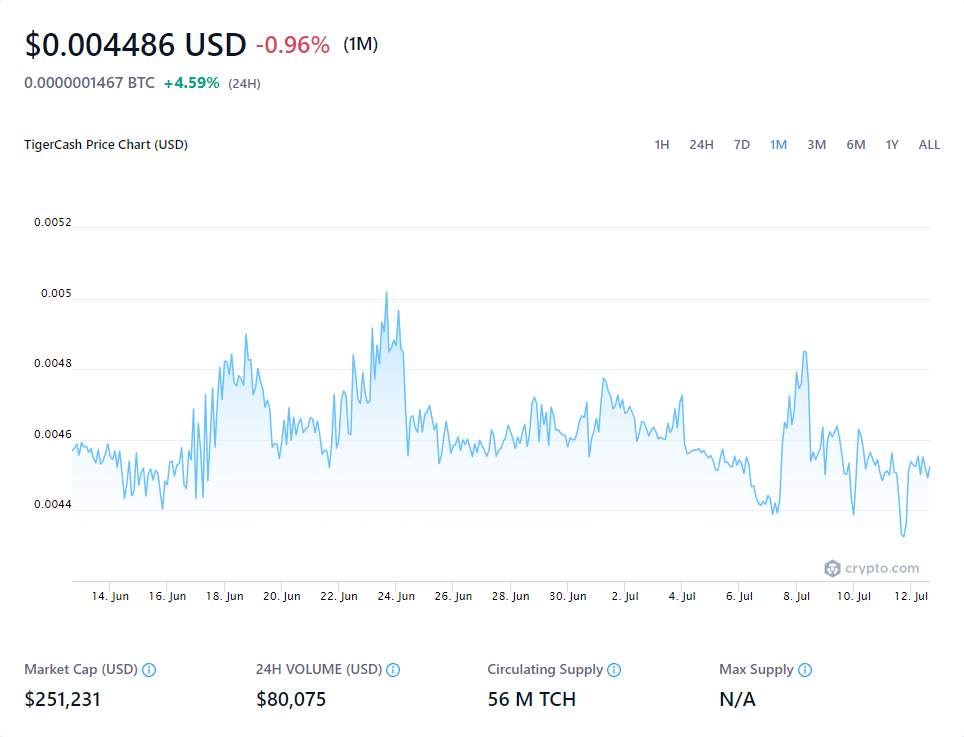 $0.004486 USD -0.96% (1M)
0.0000001467 BTC +4.59% (24H)
TigerCash Price Chart (USD) 1H 24H 7D 1M 3M 6M 1Y ALL
0.0052
0.005
0.0048
0.0046
0.0044
crypto.com
14. Jun 16. Jun 18. Jun 20. Jun 22. Jun 24. Jun 26. Jun 28. Jun 30. Jun 2. Jul 4. Jul 6. Jul 8. Jul 10. Jul 12. Jul
Market Cap (USD) 24H VOLUME (USD) Circulating Supply Max Supply
$251,231 $80,075 56 M TCH N/A